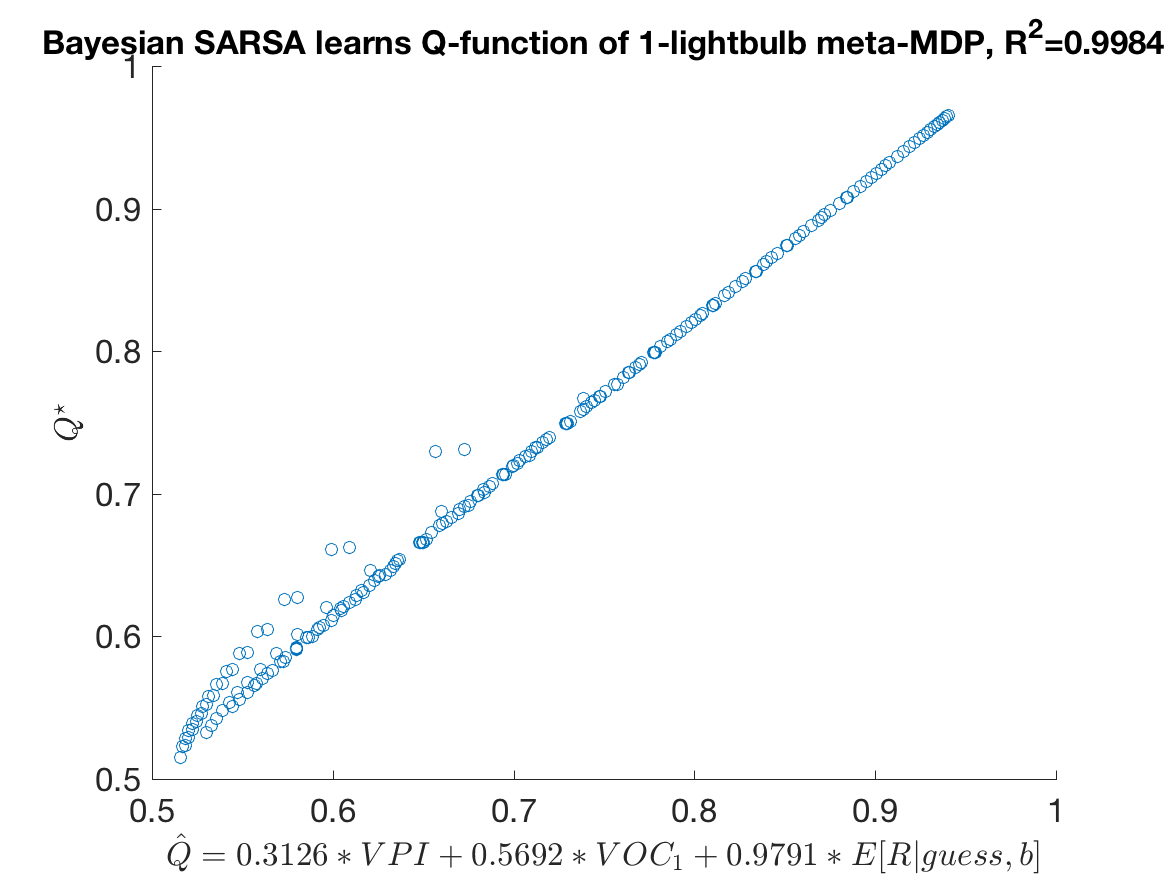 Bayesian SARSA learns Q-function of 1-lightbulb meta-MDP, R²=0.9984
1
0.9
0.8
0.7
0.6
0.5
Q⋆
0.5 0.6 0.7 0.8 0.9 1
Q̂ = 0.3126 ∗ VPI + 0.5692 ∗ VOC₁ + 0.9791 ∗ E[R|guess, b]